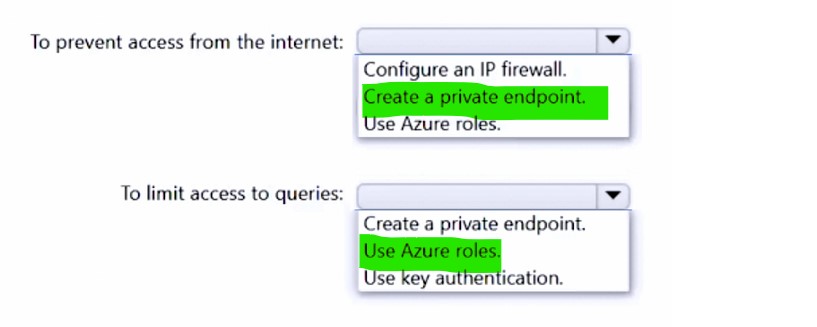 To prevent access from the internet:
Configure an IP firewall.
Create a private endpoint.
Use Azure roles.
To limit access to queries:
Create a private endpoint.
Use Azure roles.
Use key authentication.